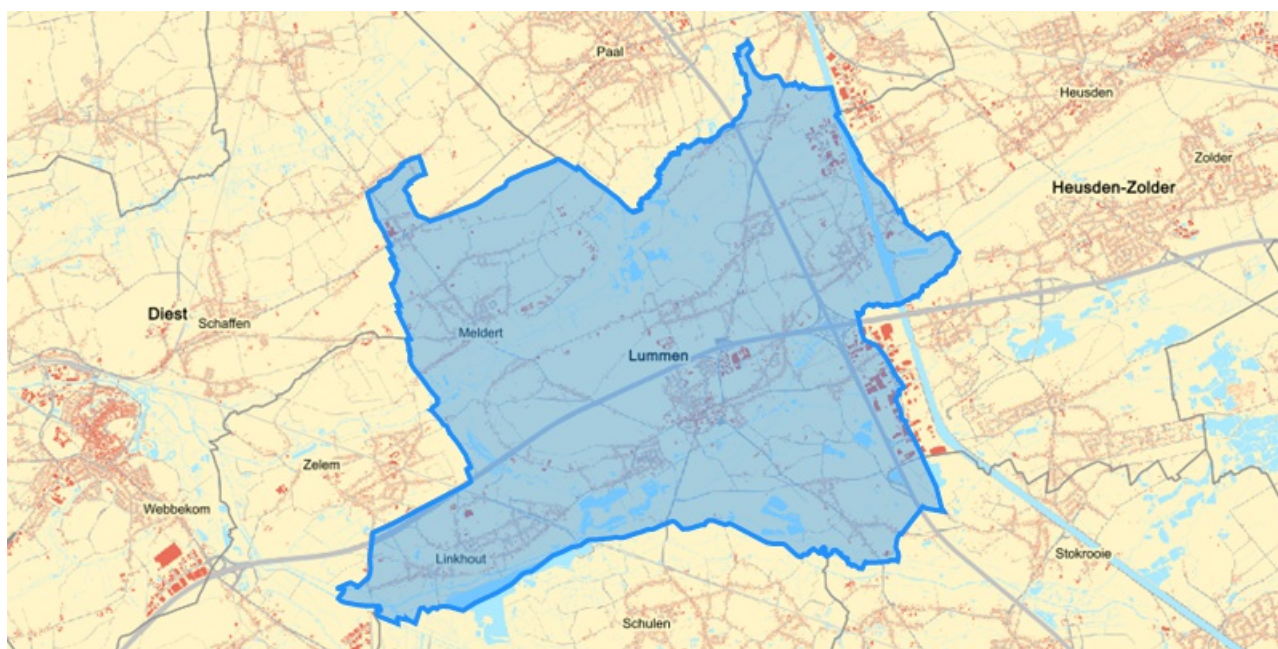 Paal
Heusden
Zolder
Heusden-Zolder
Diest
Schaffen
Meldert
Lummen
Zelem
Webbekom
Linkhout
Stokrooie
Schulen